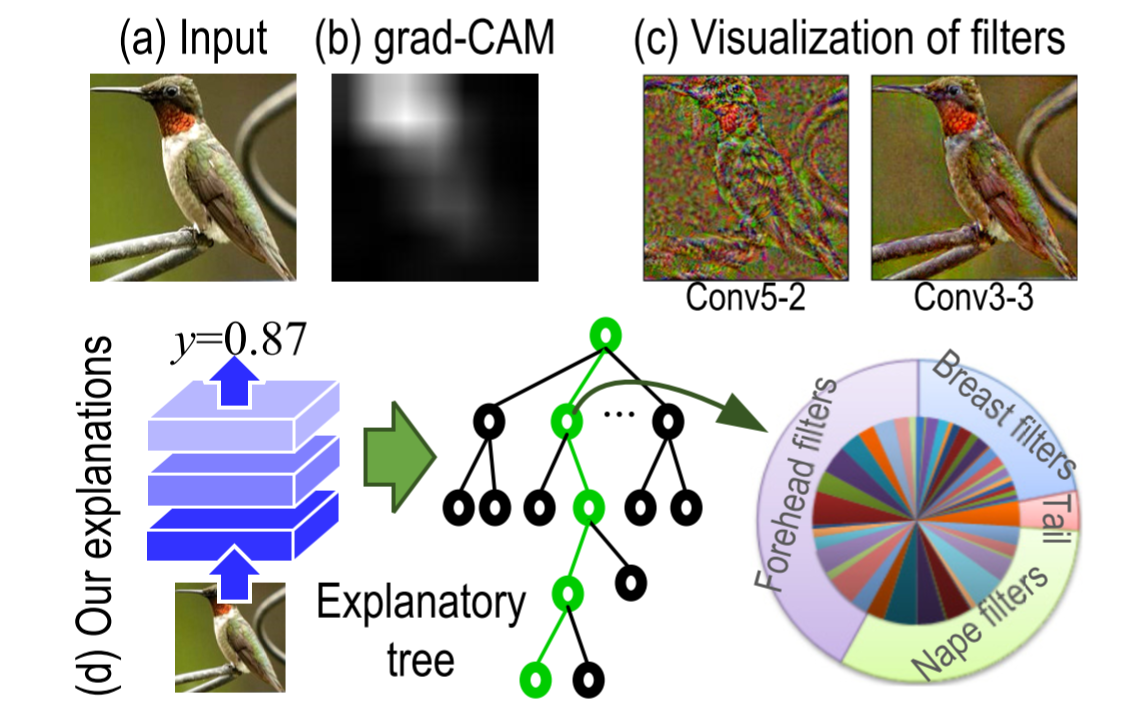 (a) Input
(b) grad-CAM
(c) Visualization of filters
Conv5-2
Conv3-3
(d) Our explanations
y=0.87
...
Explanatory
tree
Forehead filters
Breast filters
Tail
Nape filters